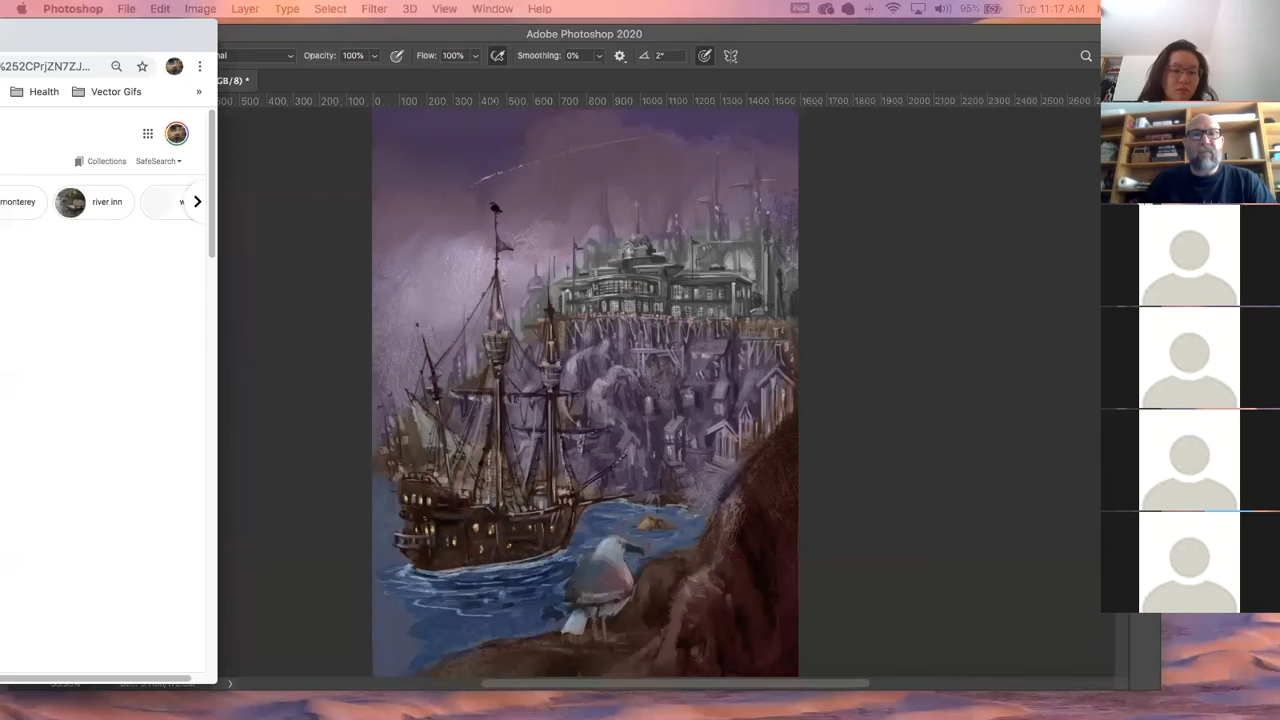 Photoshop File Edit Image Layer Type Select Filter 3D View Window Help 95% Tue 11:17 AM
Adobe Photoshop 2020
Opacity: 100% Flow: 100% Smoothing: 0% 2°
%252CPrjZN7ZJ...
GB/8) *
Health Vector Gifs »
500 400 300 200 100 0 100 200 300 400 500 600 700 800 900 1000 1100 1200 1300 1400 1500 1600 1700 1800 1900 2000 2100 2200 2300 2400 2500
Collections SafeSearch
monterey river inn